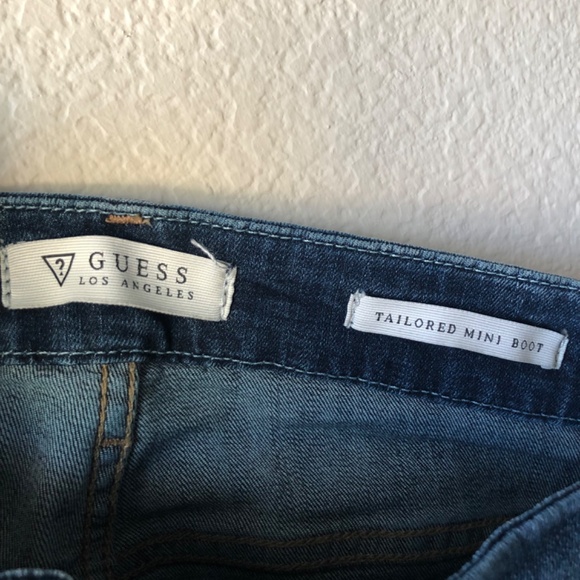 ? GUESS
LOS ANGELES
TAILORED MINI BOOT